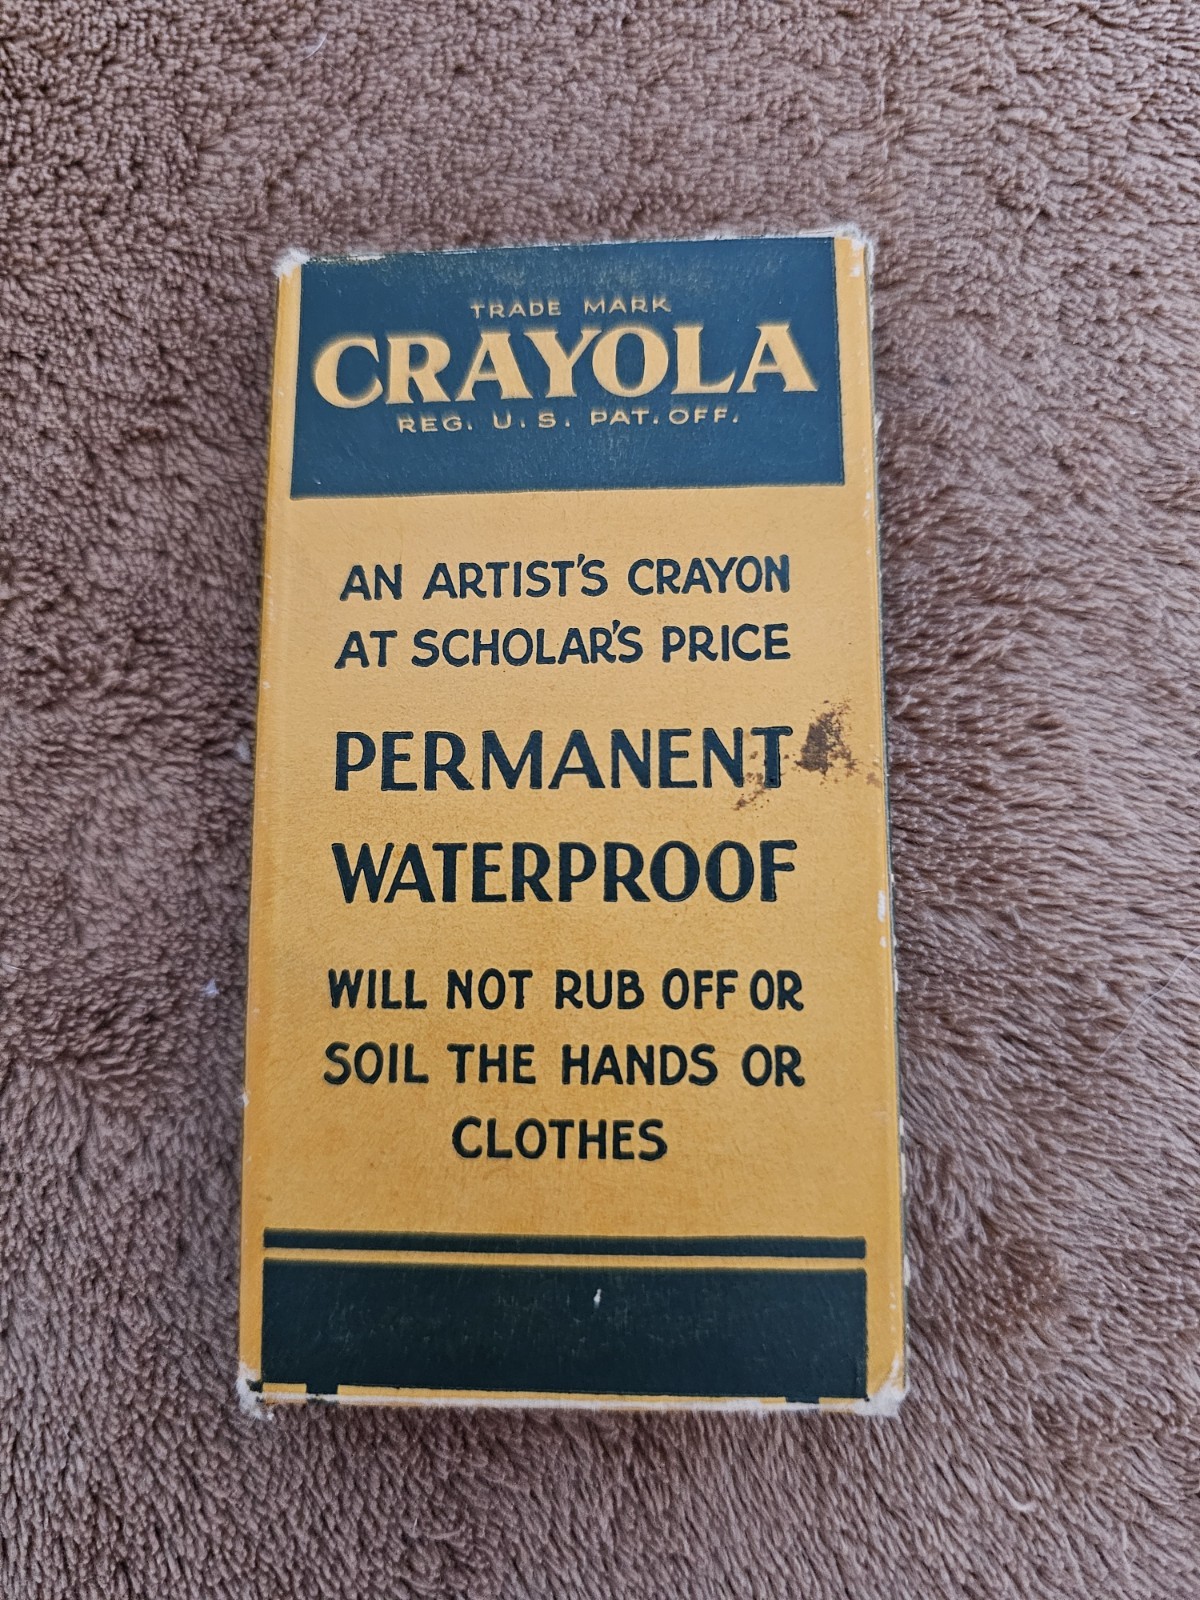 TRADE MARK
CRAYOLA
REG. U.S. PAT. OFF.
AN ARTIST'S CRAYON
AT SCHOLAR'S PRICE
PERMANENT
WATERPROOF
WILL NOT RUB OFF OR
SOIL THE HANDS OR
CLOTHES